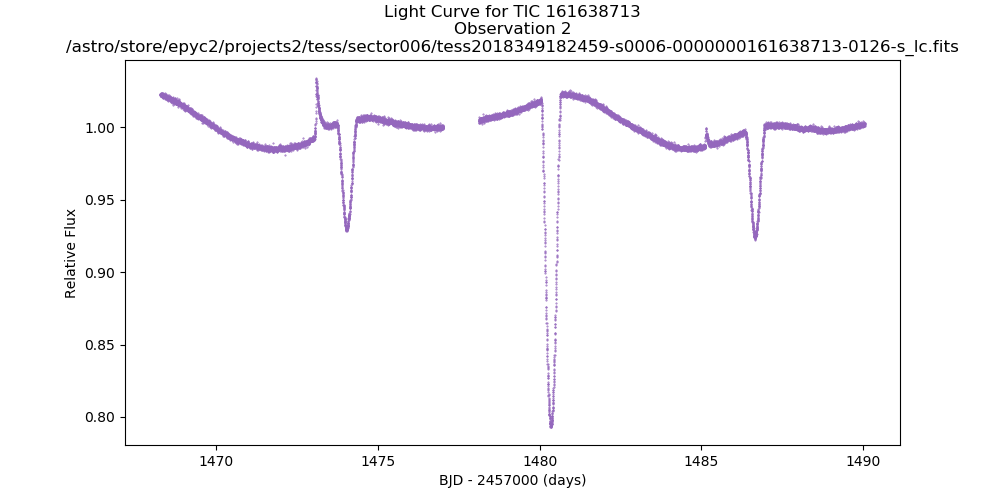 Light Curve for TIC 161638713
Observation 2
/astro/store/epyc2/projects2/tess/sector006/tess2018349182459-s0006-0000000161638713-0126-s_lc.fits
1.00
0.95
0.90
0.85
0.80
Relative Flux
1470
1475
1480
1485
1490
BJD - 2457000 (days)